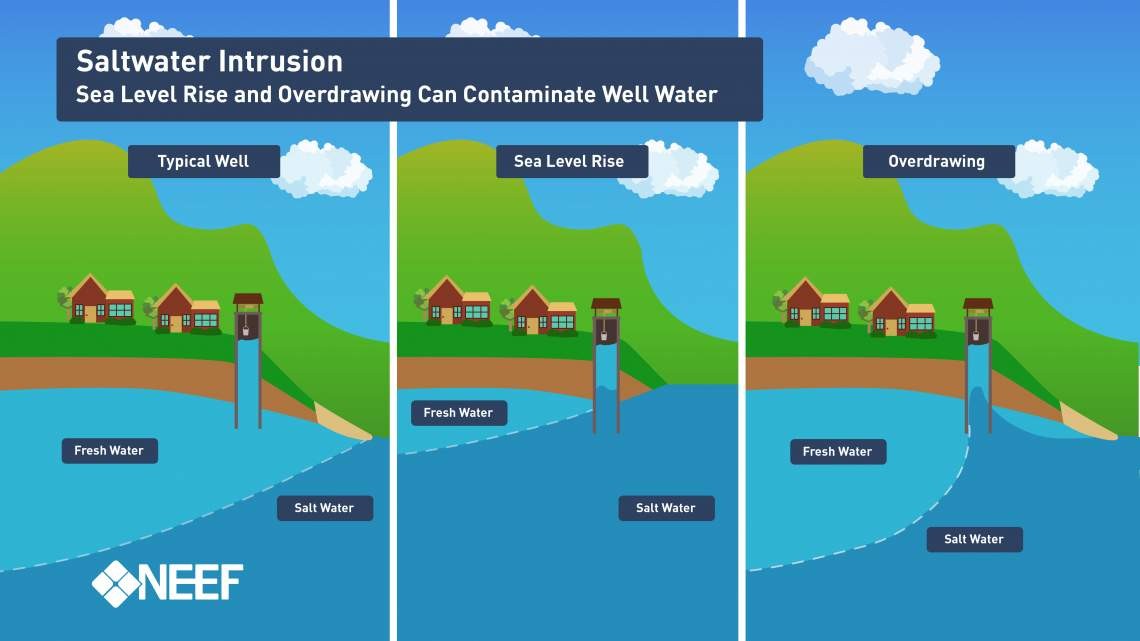 Saltwater Intrusion
Sea Level Rise and Overdrawing Can Contaminate Well Water
Typical Well
Fresh Water
Salt Water
NEEF
Sea Level Rise
Fresh Water
Salt Water
Overdrawing
Fresh Water
Salt Water